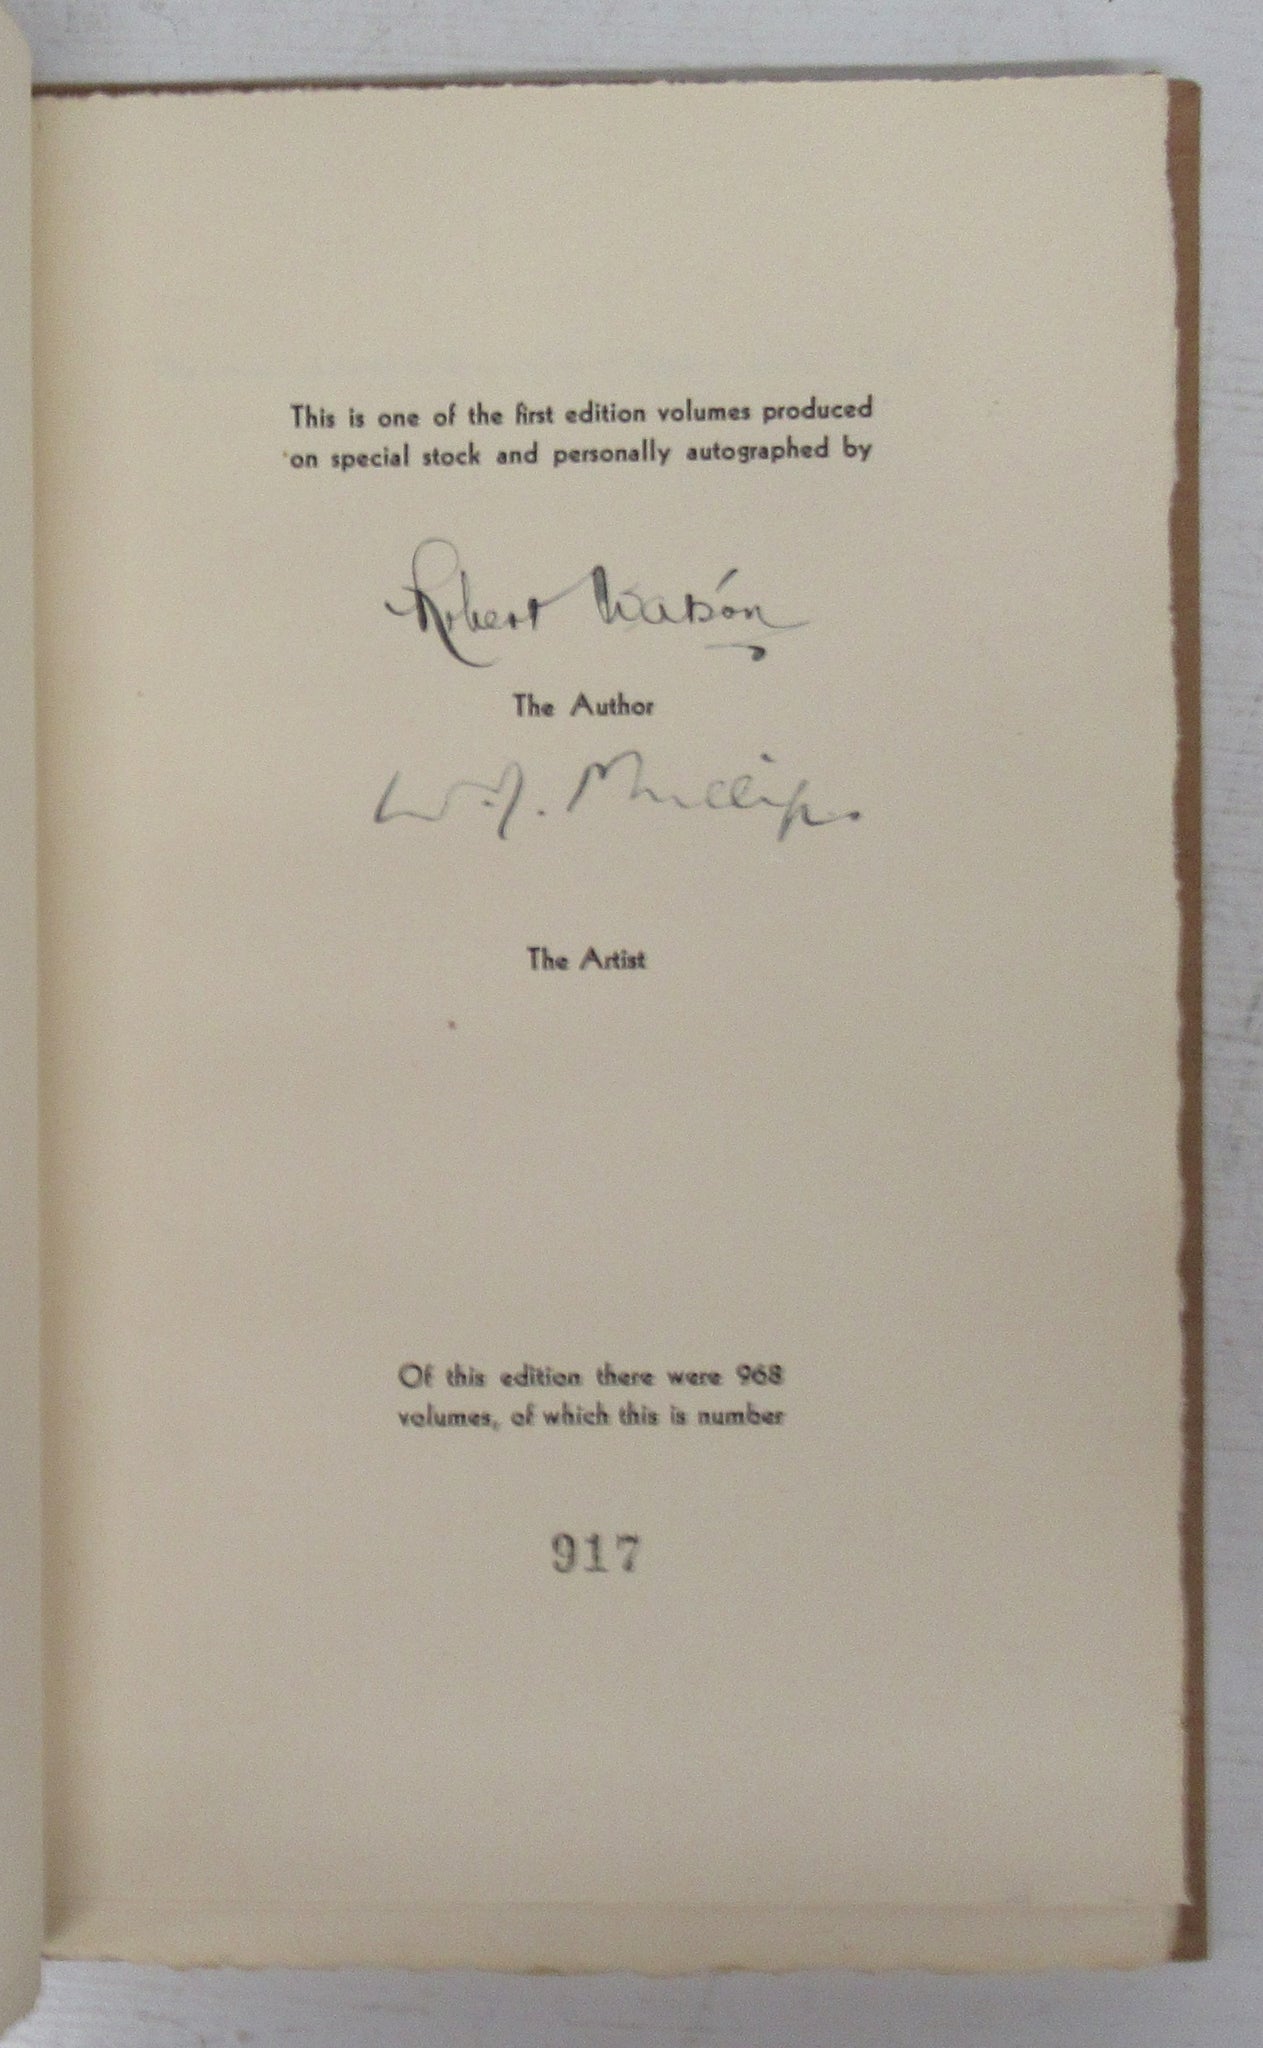 This is one of the first edition volumes produced
on special stock and personally autographed by
Robert Watson
The Author
W. J. Phillips.
The Artist
Of this edition there were 968
volumes, of which this is number
917